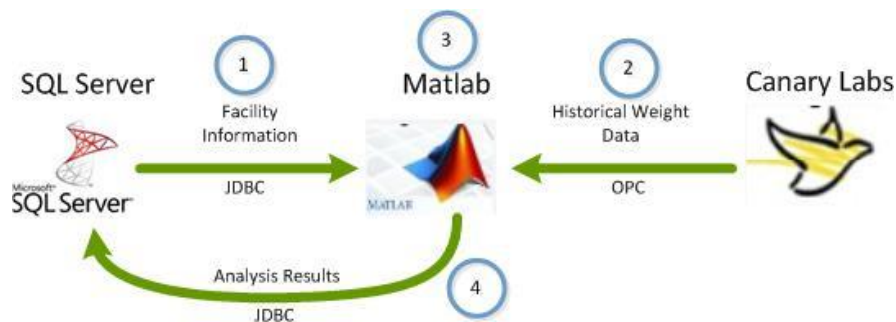 1
3
2
SQL Server
Matlab
Canary Labs
Facility
Information
Historical Weight
Data
JDBC
OPC
Microsoft
SQL Server
MATLAB
Analysis Results
JDBC
4